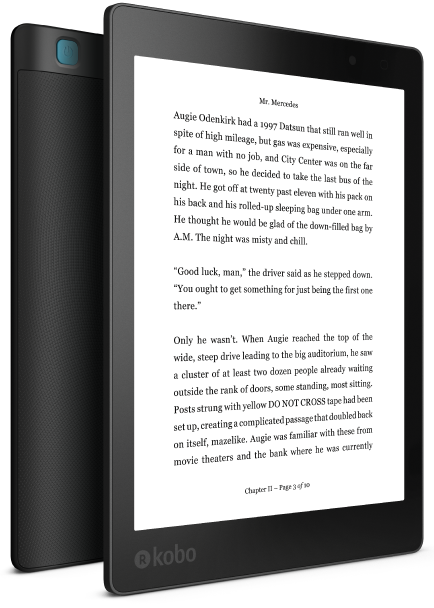 Mr. Mercedes
Augie Odenkirk had a 1997 Datsun that still ran well in
spite of high mileage, but gas was expensive, especially
for a man with no job, and City Center was on the far
side of town, so he decided to take the last bus of the
night. He got off at twenty past eleven with his pack on
his back and his rolled-up sleeping bag under one arm.
He thought he would be glad of the down-filled bag by
A.M. The night was misty and chill.
“Good luck, man,” the driver said as he stepped down.
“You ought to get something for just being the first one
there.”
Only he wasn’t. When Augie reached the top of the
wide, steep drive leading to the big auditorium, he saw
a cluster of at least two dozen people already waiting
outside the rank of doors, some standing, most sitting.
Posts strung with yellow DO NOT CROSS tape had been
set up, creating a complicated passage that doubled back
on itself, mazelike. Augie was familiar with these from
movie theaters and the bank where he was currently
Chapter II – Page 3 of 10
R kobo